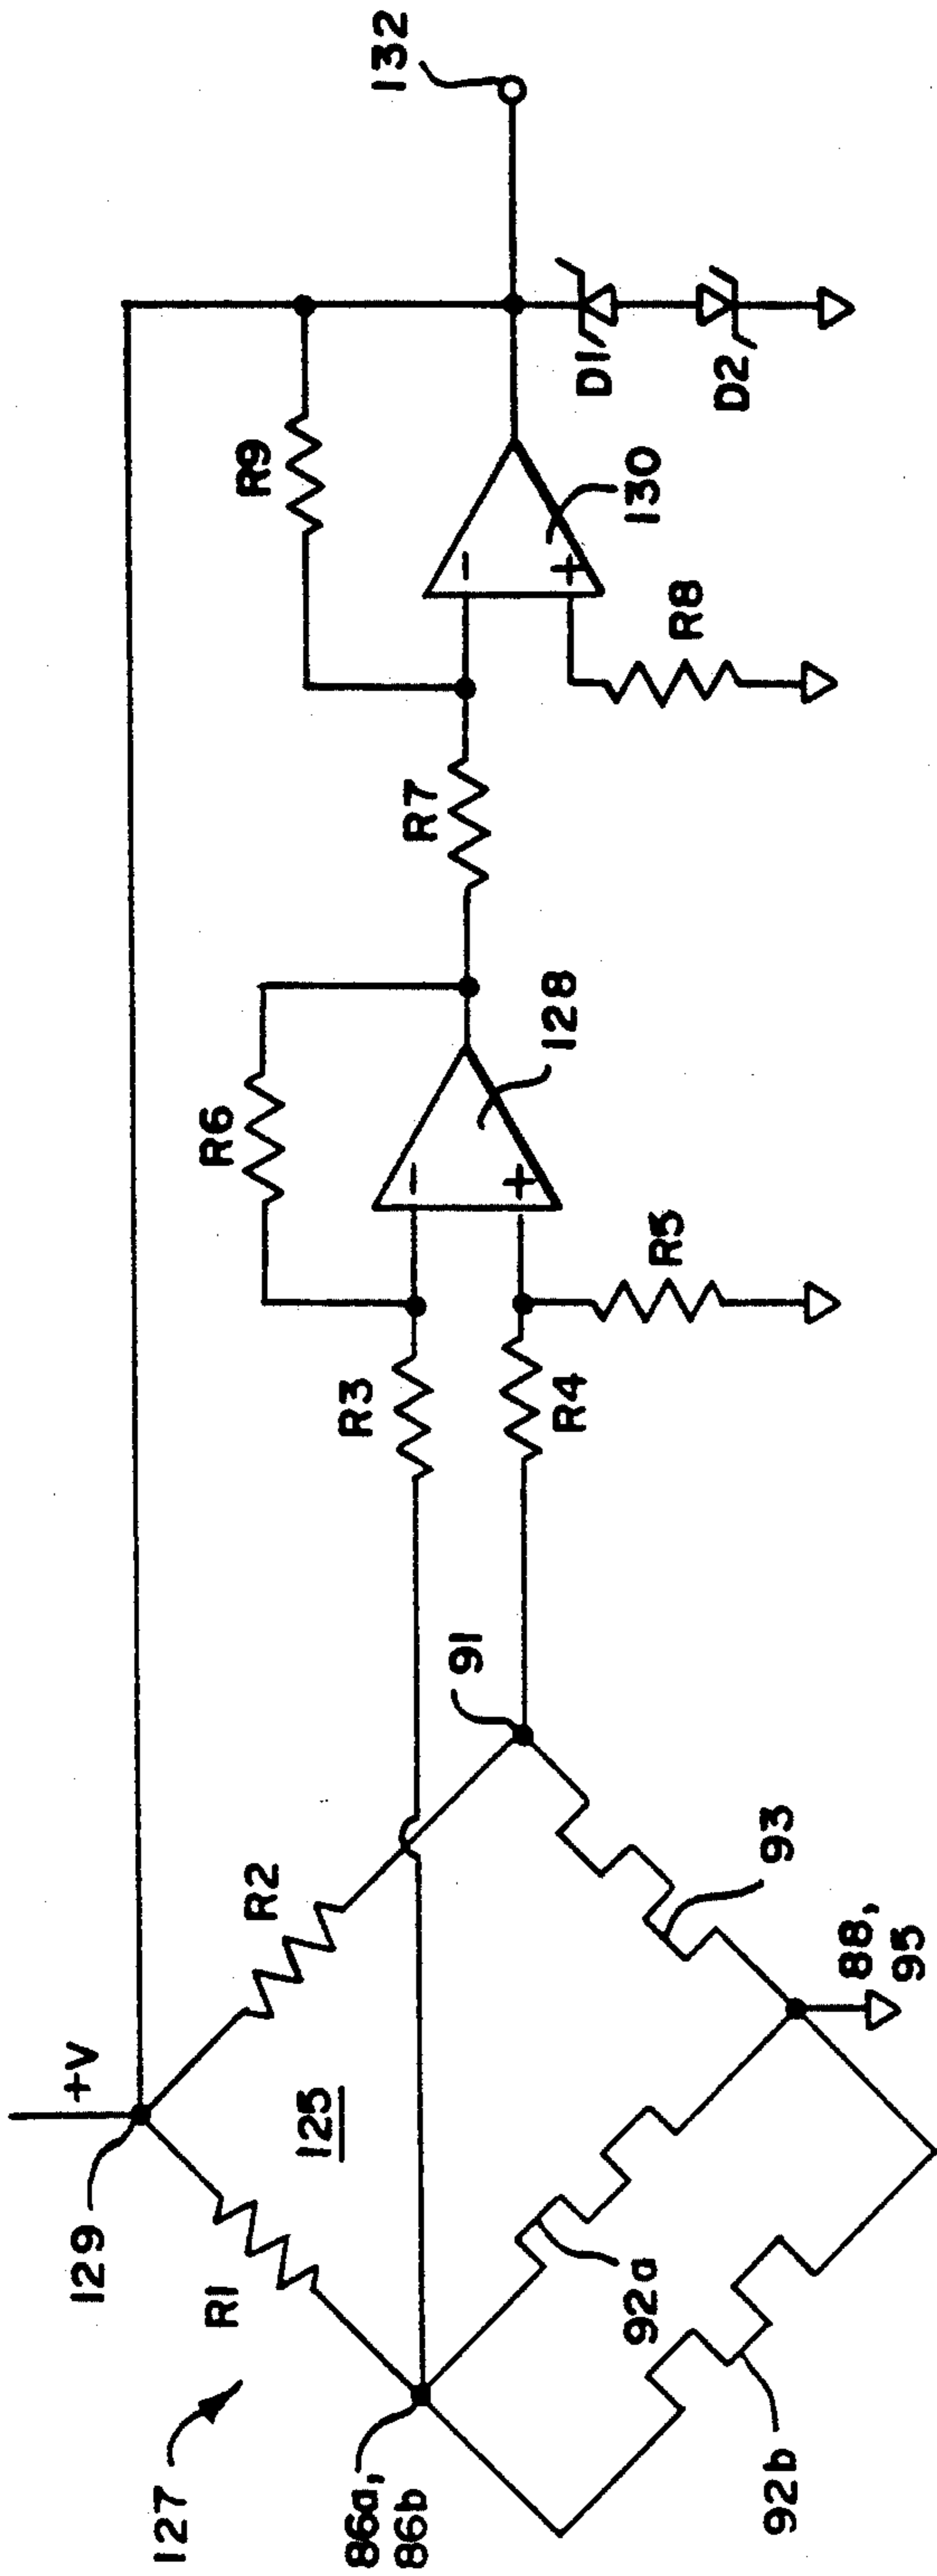 132
R9
D1
D2
130
R8
R7
R6
128
R5
R3
R4
91
+V
129
R2
R1
125
93
88,
95
127
86a,
86b
92a
92b
−
+
−
+